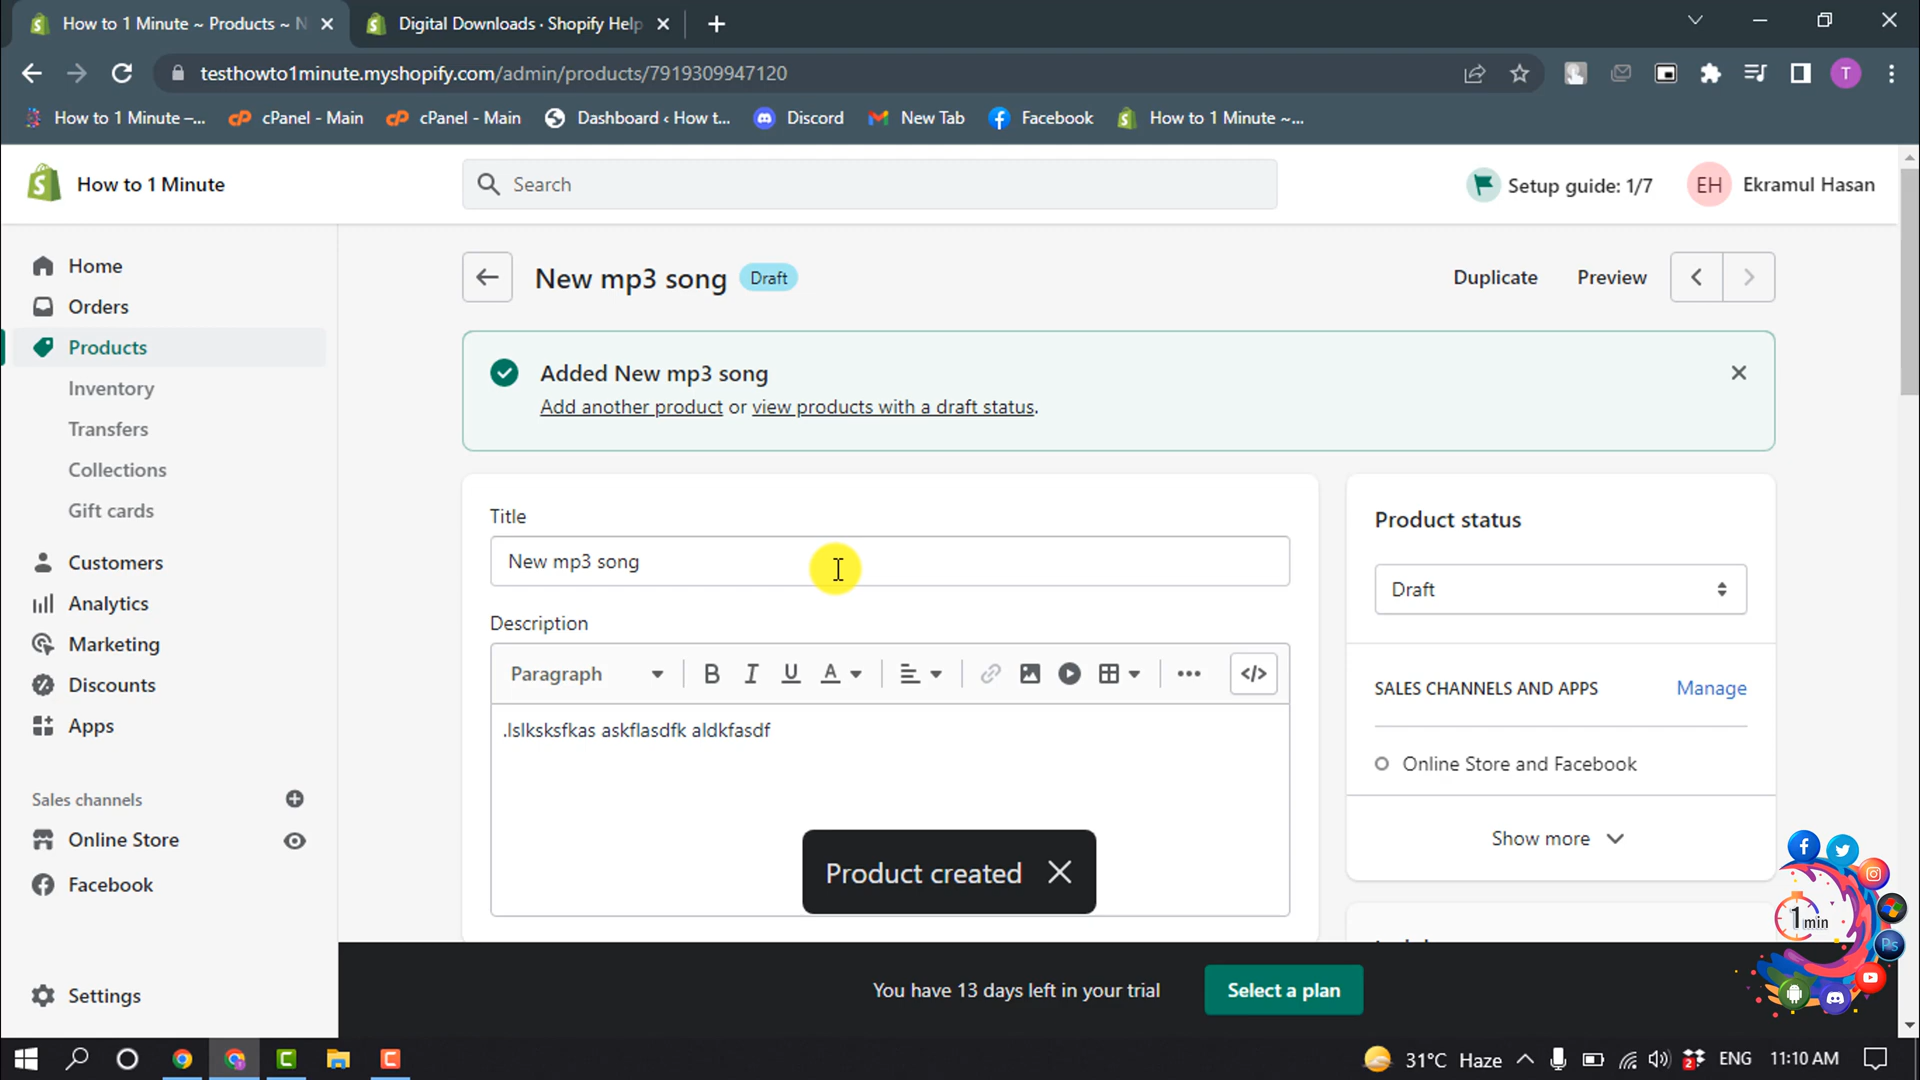 How to 1 Minute ~ Products ~ N
Digital Downloads · Shopify Help
testhowto1minute.myshopify.com/admin/products/7919309947120
T
How to 1 Minute –...
cPanel - Main
cPanel - Main
Dashboard ‹ How t...
Discord
New Tab
Facebook
How to 1 Minute ~...
How to 1 Minute
Search
Setup guide: 1/7
EH
Ekramul Hasan
Home
Orders
Products
Inventory
Transfers
Collections
Gift cards
Customers
Analytics
Marketing
Discounts
Apps
Sales channels
Online Store
Facebook
Settings
New mp3 song
Draft
Duplicate
Preview
Added New mp3 song
Add another product or view products with a draft status.
Title
New mp3 song
Description
Paragraph
B I U A
.lslksksfkas askflasdfk aldkfasdf
Product created
Product status
Draft
SALES CHANNELS AND APPS
Manage
Online Store and Facebook
Show more
1 min
Ps
You have 13 days left in your trial
Select a plan
31°C Haze
2
ENG
11:10 AM